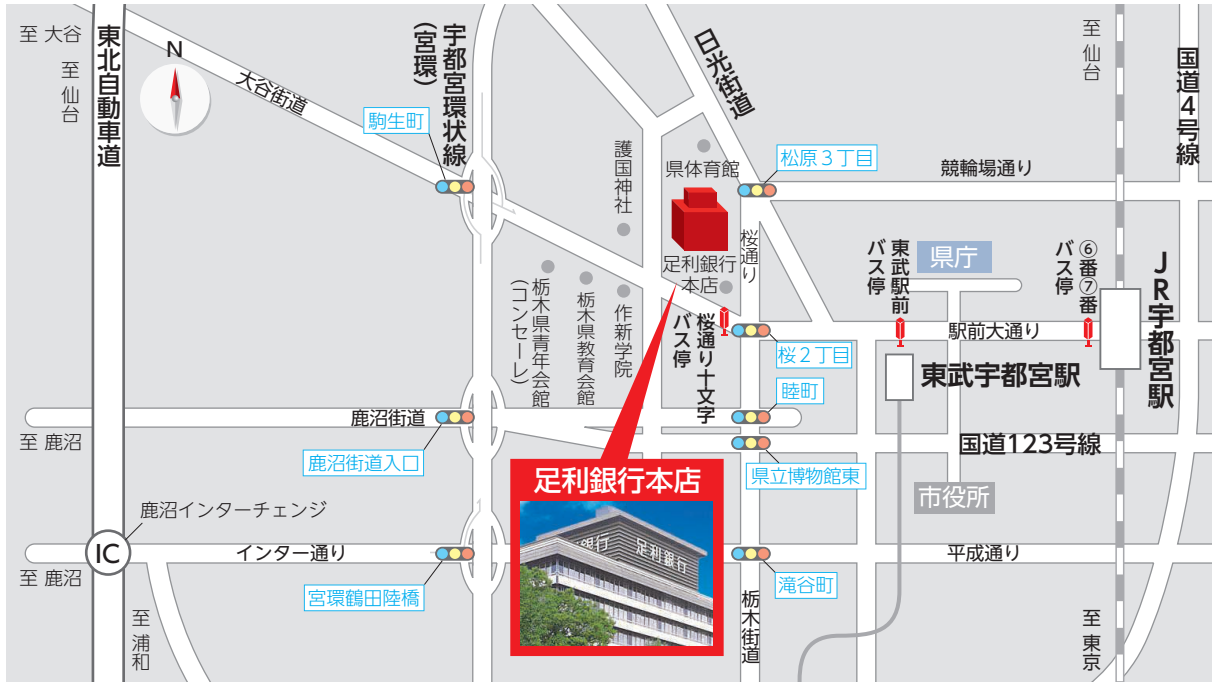 至 大谷
東北自動車道
至 仙台
N
大谷街道
宇都宮環状線
(宮環)
駒生町
日光街道
至 仙台
国道4号線
護国神社
県体育館
松原3丁目
競輪場通り
桜通り
足利銀行
本店
東武駅前
バス停
県庁
⑥番⑦番
バス停
JR宇都宮駅
栃木県青年会館
(コンセーレ)
栃木県教育会館
作新学院
桜通り十文字
バス停
桜2丁目
駅前大通り
東武宇都宮駅
睦町
鹿沼街道
至 鹿沼
鹿沼街道入口
国道123号線
県立博物館東
足利銀行本店
銀行
足利銀行
市役所
鹿沼インターチェンジ
IC
インター通り
至 鹿沼
宮環鶴田陸橋
滝谷町
平成通り
至 浦和
栃木街道
至 東京